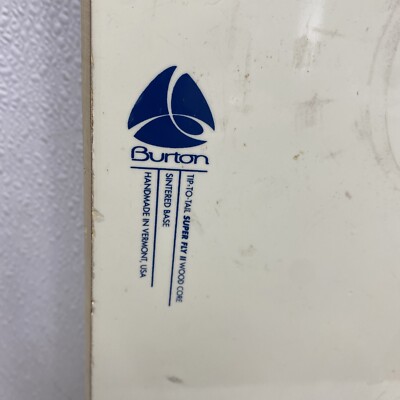 Burton
TIP-TO-TAIL SUPER FLY II WOOD CORE
SINTERED BASE
HANDMADE IN VERMONT, USA